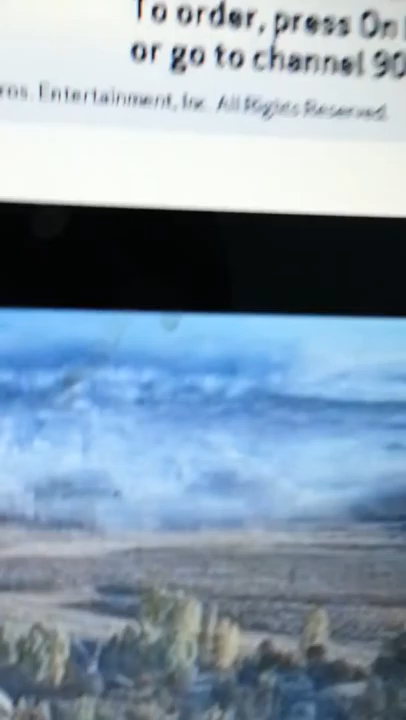 To order, press On
or go to channel 90
ros. Entertainment, Inc. All Rights Reserved.